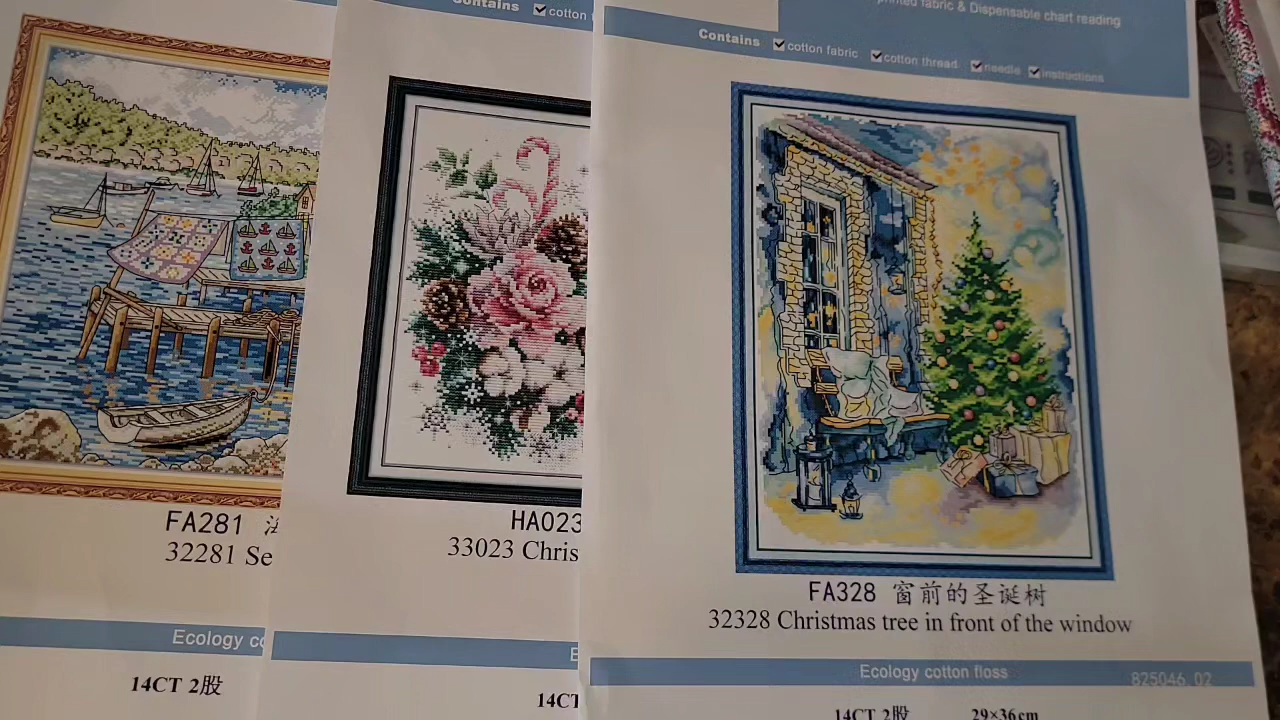 printed fabric & Dispensable chart reading
Contains cotton
Contains cotton fabric cotton thread needle instructions
FA281
32281 Se
Ecology co
14CT 2股
HA023
33023 Chris
E
14CT
FA328 窗前的圣诞树
32328 Christmas tree in front of the window
Ecology cotton floss 825046.02
14CT 2股 29×36cm